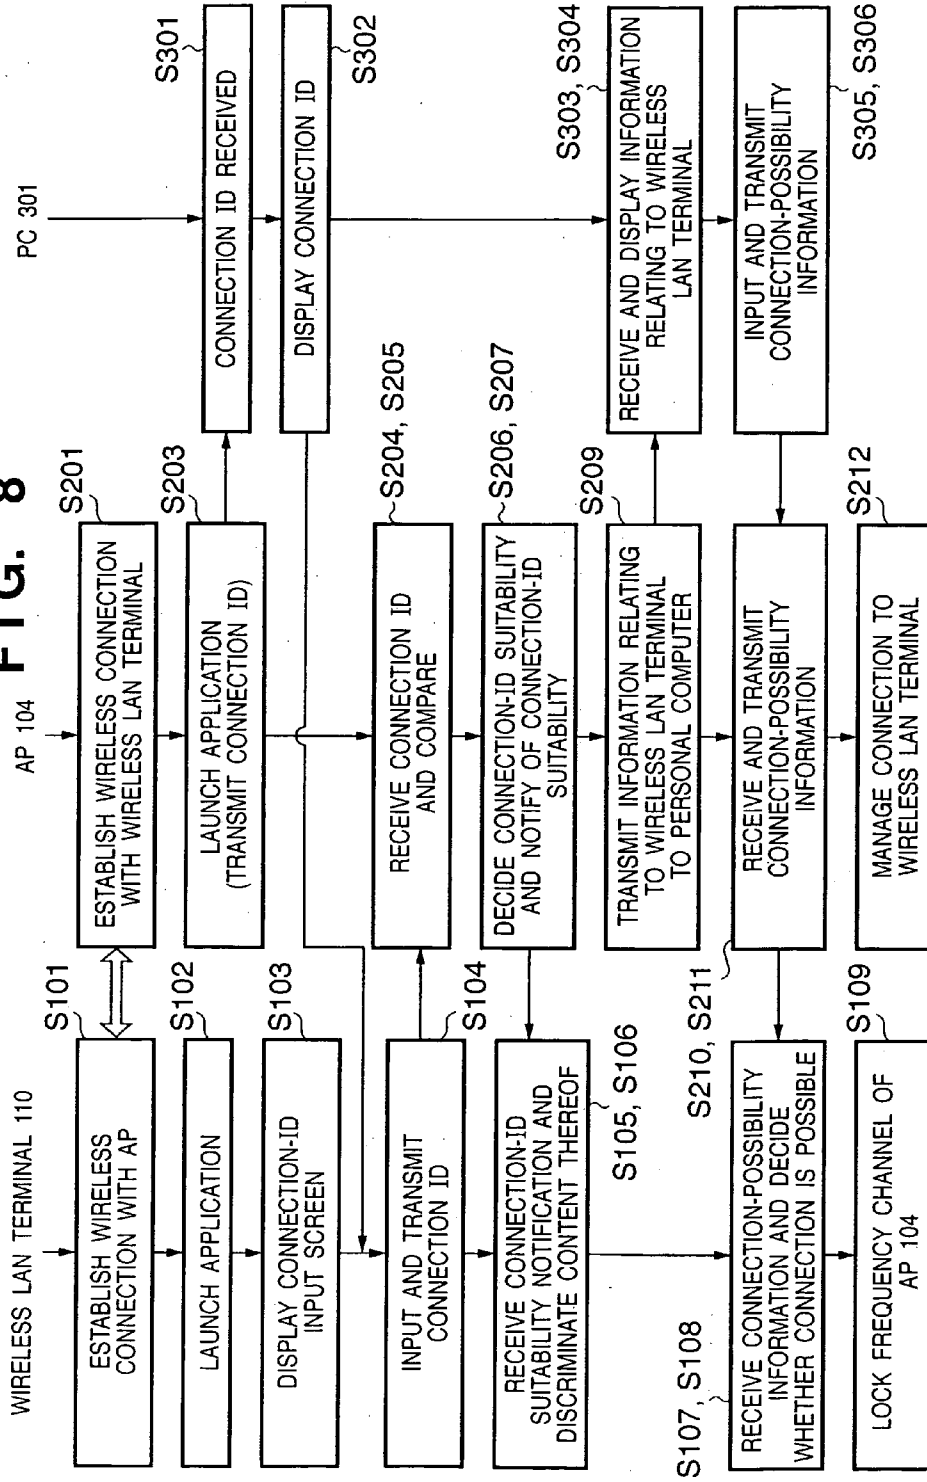 FIG. 8
WIRELESS LAN TERMINAL 110
S101
ESTABLISH WIRELESS
CONNECTION WITH AP
S102
LAUNCH APPLICATION
S103
DISPLAY CONNECTION-ID
INPUT SCREEN
S104
INPUT AND TRANSMIT
CONNECTION ID
RECEIVE CONNECTION-ID
SUITABILITY NOTIFICATION AND
DISCRIMINATE CONTENT THEREOF
S105, S106
S107, S108
RECEIVE CONNECTION-POSSIBILITY
INFORMATION AND DECIDE
WHETHER CONNECTION IS POSSIBLE
S109
LOCK FREQUENCY CHANNEL OF
AP 104
AP 104
S201
ESTABLISH WIRELESS CONNECTION
WITH WIRELESS LAN TERMINAL
S203
LAUNCH APPLICATION
(TRANSMIT CONNECTION ID)
S204, S205
RECEIVE CONNECTION ID
AND COMPARE
S206, S207
DECIDE CONNECTION-ID SUITABILITY
AND NOTIFY OF CONNECTION-ID
SUITABILITY
S209
TRANSMIT INFORMATION RELATING
TO WIRELESS LAN TERMINAL
TO PERSONAL COMPUTER
S210, S211
RECEIVE AND TRANSMIT
CONNECTION-POSSIBILITY
INFORMATION
S212
MANAGE CONNECTION TO
WIRELESS LAN TERMINAL
PC 301
S301
CONNECTION ID RECEIVED
S302
DISPLAY CONNECTION ID
S303, S304
RECEIVE AND DISPLAY INFORMATION
RELATING TO WIRELESS
LAN TERMINAL
INPUT AND TRANSMIT
CONNECTION-POSSIBILITY
INFORMATION
S305, S306